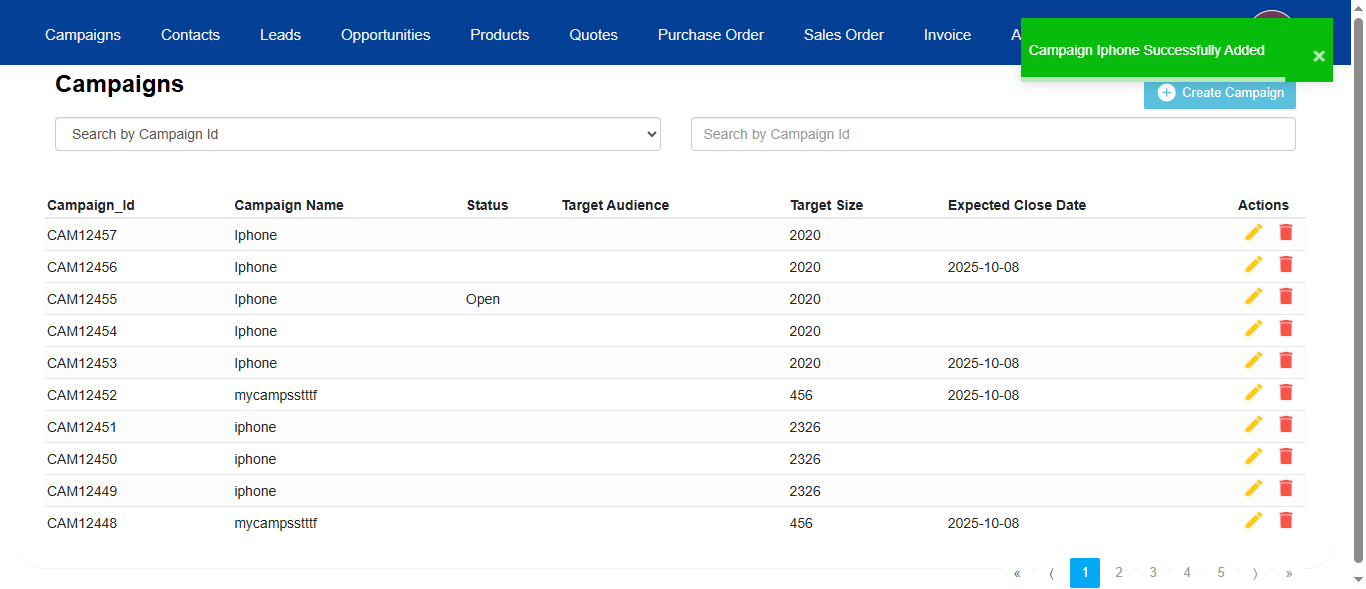 Campaigns Contacts Leads Opportunities Products Quotes Purchase Order Sales Order Invoice A
Campaign Iphone Successfully Added ×
Campaigns
Create Campaign
Search by Campaign Id Search by Campaign Id
Campaign_Id Campaign Name Status Target Audience Target Size Expected Close Date Actions
CAM12457 Iphone 2020
CAM12456 Iphone 2020 2025-10-08
CAM12455 Iphone Open 2020
CAM12454 Iphone 2020
CAM12453 Iphone 2020 2025-10-08
CAM12452 mycampsstttf 456 2025-10-08
CAM12451 iphone 2326
CAM12450 iphone 2326
CAM12449 iphone 2326
CAM12448 mycampsstttf 456 2025-10-08
« ⟨ 1 2 3 4 5 ⟩ »